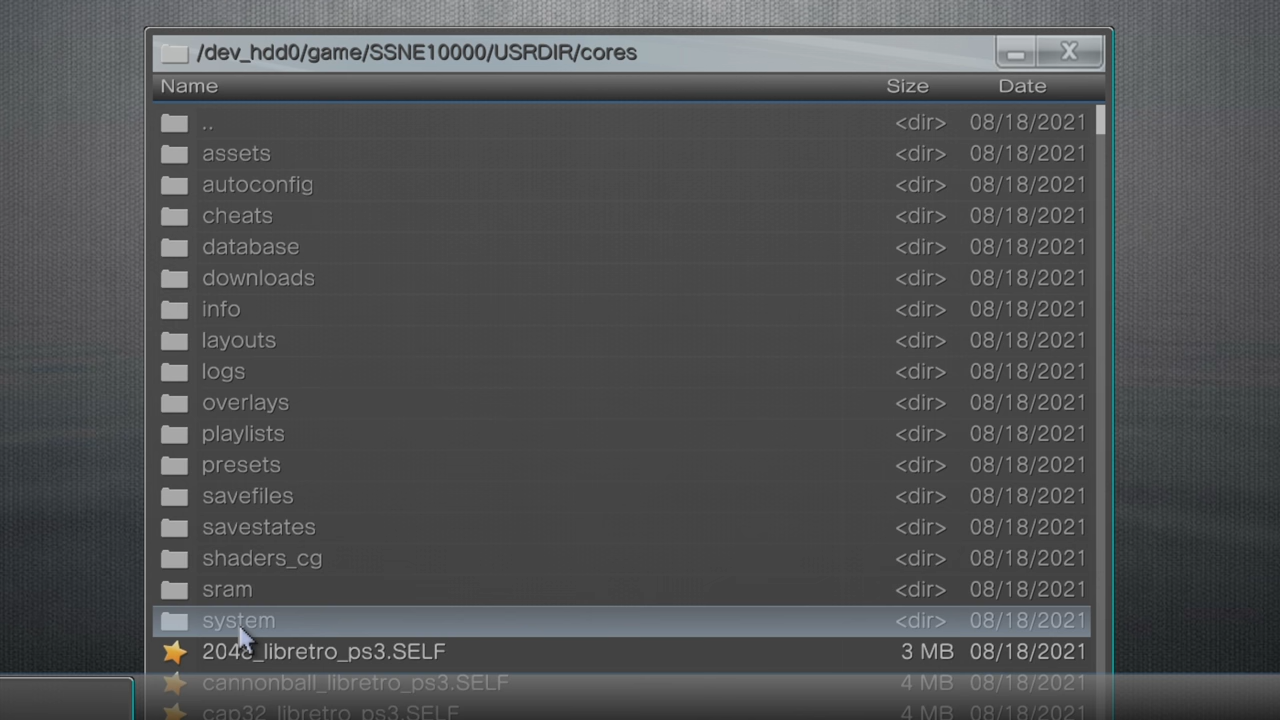 /dev_hdd0/game/SSNE10000/USRDIR/cores
Name Size Date
.. <dir> 08/18/2021
assets <dir> 08/18/2021
autoconfig <dir> 08/18/2021
cheats <dir> 08/18/2021
database <dir> 08/18/2021
downloads <dir> 08/18/2021
info <dir> 08/18/2021
layouts <dir> 08/18/2021
logs <dir> 08/18/2021
overlays <dir> 08/18/2021
playlists <dir> 08/18/2021
presets <dir> 08/18/2021
savefiles <dir> 08/18/2021
savestates <dir> 08/18/2021
shaders_cg <dir> 08/18/2021
sram <dir> 08/18/2021
system <dir> 08/18/2021
2048_libretro_ps3.SELF 3 MB 08/18/2021
cannonball_libretro_ps3.SELF 4 MB 08/18/2021
cap32_libretro_ps3.SELF 4 MB 08/18/2021